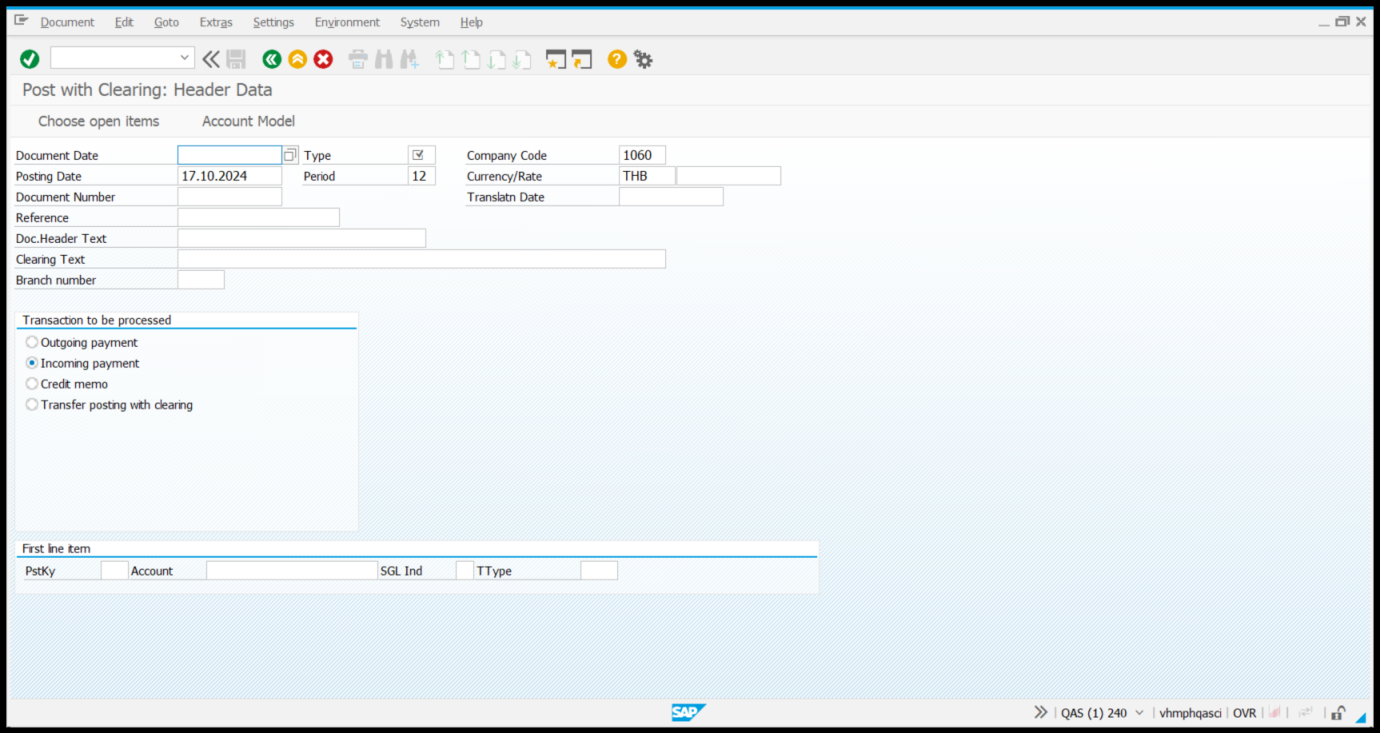 Document Edit Goto Extras Settings Environment System Help
Post with Clearing: Header Data
Choose open items Account Model
Document Date Type Company Code 1060
Posting Date 17.10.2024 Period 12 Currency/Rate THB
Document Number Translatn Date
Reference
Doc.Header Text
Clearing Text
Branch number
Transaction to be processed
Outgoing payment
Incoming payment
Credit memo
Transfer posting with clearing
First line item
PstKy Account SGL Ind TType
SAP QAS (1) 240 vhmphqasci OVR